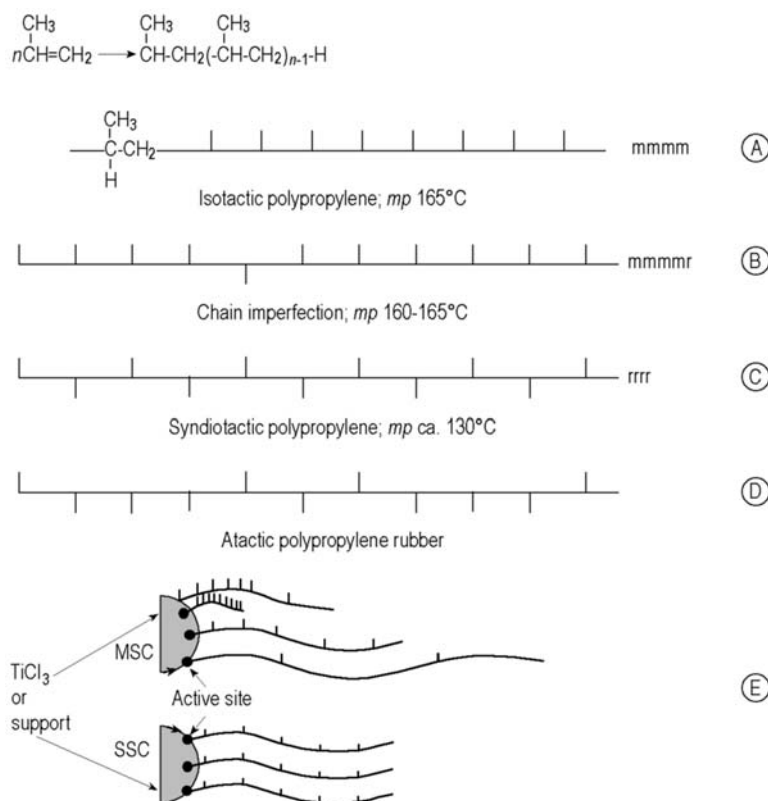 CH₃ CH₃ CH₃
nCH=CH₂ → CH-CH₂(-CH-CH₂)n-1-H
CH₃
C-CH₂ mmmm A
H
Isotactic polypropylene; mp 165°C
mmmmr B
Chain imperfection; mp 160-165°C
rrrr C
Syndiotactic polypropylene; mp ca. 130°C
D
Atactic polypropylene rubber
MSC
TiCl₃
or
support
Active site
E
SSC